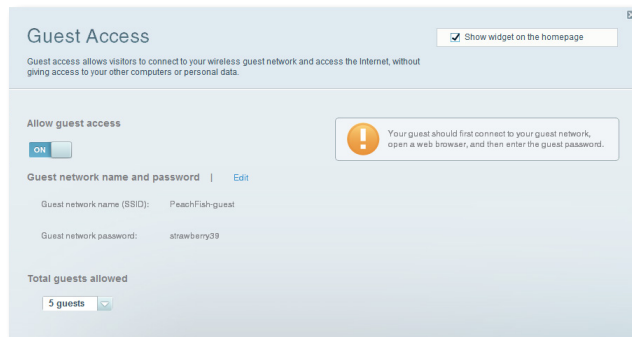 Guest Access
Show widget on the homepage
Guest access allows visitors to connect to your wireless guest network and access the Internet, without
giving access to your other computers or personal data.
Allow guest access
ON
Your guest should first connect to your guest network,
open a web browser, and then enter the guest password.
Guest network name and password | Edit
Guest network name (SSID): PeachFish-guest
Guest network password: strawberry39
Total guests allowed
5 guests